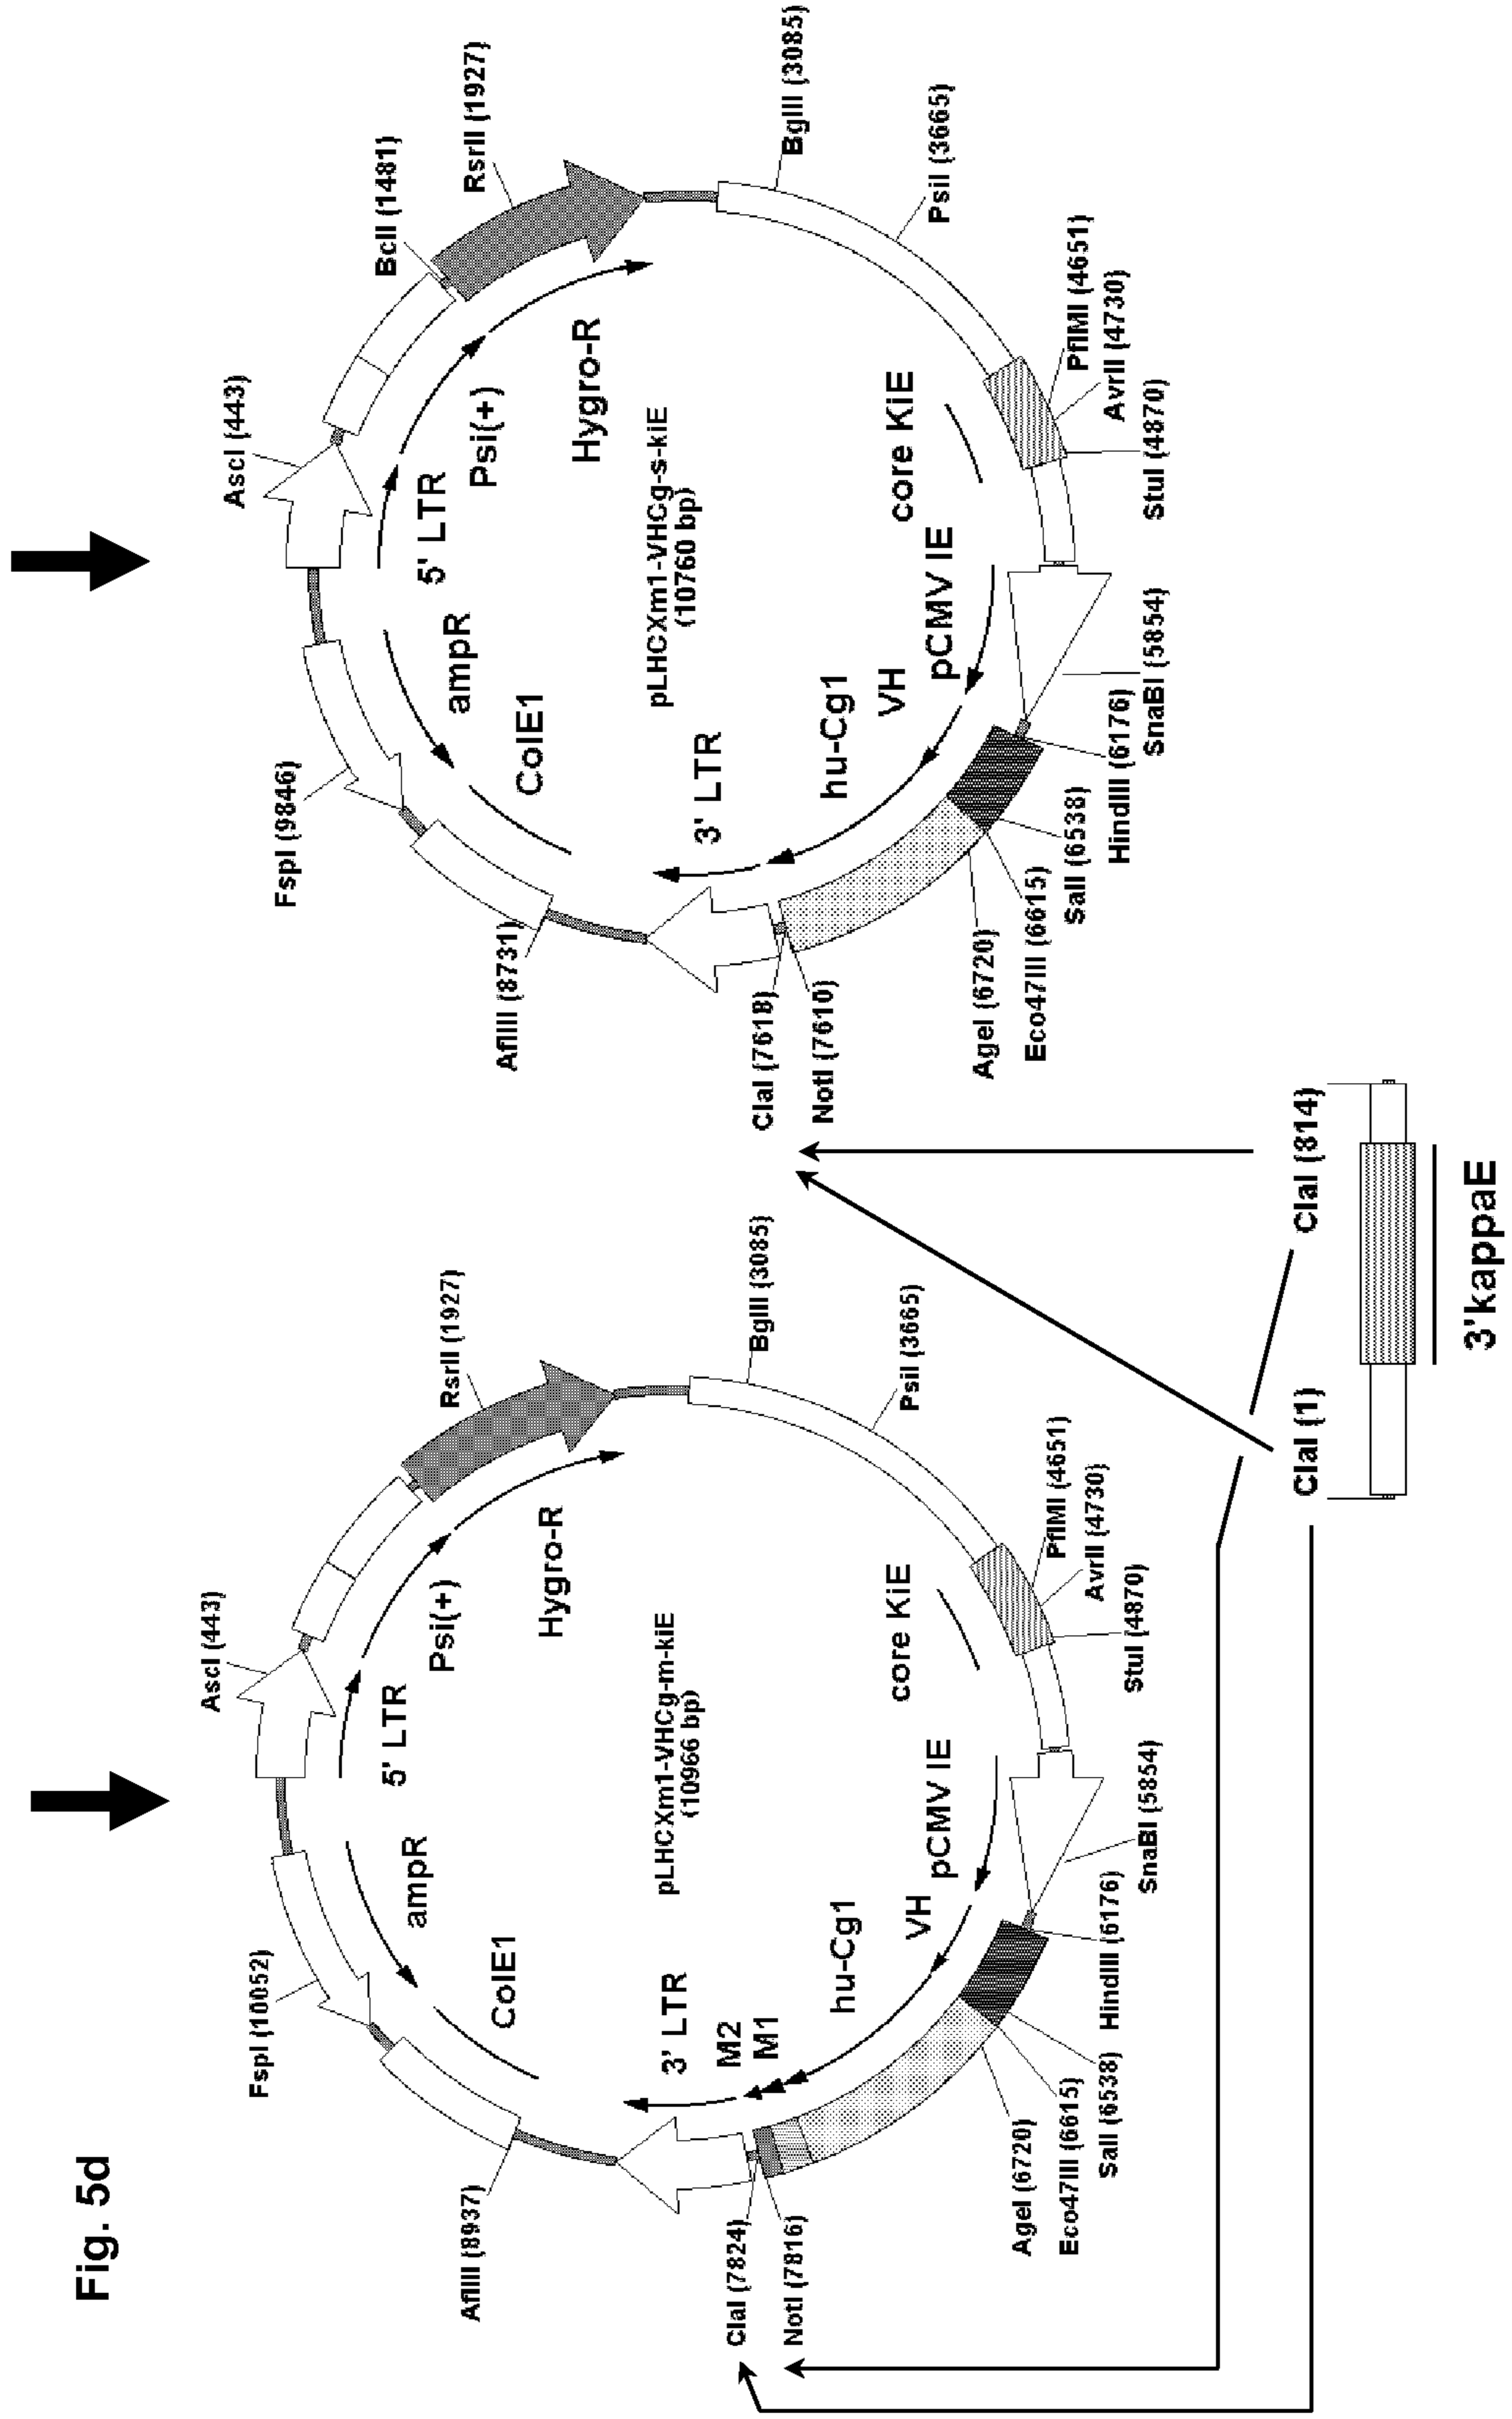 Fig. 5d
AscI (443)
RsrII (1927)
BglII (3085)
PsiI (3665)
PflMI (4651)
AvrII (4730)
StuI (4870)
SnaBI (5854)
HindIII (6176)
SalI (6538)
Eco47III (6615)
AgeI (6720)
NotI (7816)
ClaI (7824)
AflIII (8937)
FspI (10052)
5' LTR
Psi(+)
Hygro-R
core KiE
pCMV IE
VH
hu-Cg1
M1
M2
3' LTR
ColE1
ampR
pLHCXm1-VHCg-m-kiE
(10966 bp)
AscI (443)
BclI (1481)
RsrII (1927)
BglII (3085)
PsiI (3665)
PflMI (4651)
AvrII (4730)
StuI (4870)
SnaBI (5854)
HindIII (6176)
SalI (6538)
Eco47III (6615)
AgeI (6720)
NotI (7610)
ClaI (7618)
AflIII (8731)
FspI (9846)
5' LTR
Psi(+)
Hygro-R
core KiE
pCMV IE
VH
hu-Cg1
3' LTR
ColE1
ampR
pLHCXm1-VHCg-s-kiE
(10760 bp)
ClaI (1)
ClaI (814)
3'kappaE